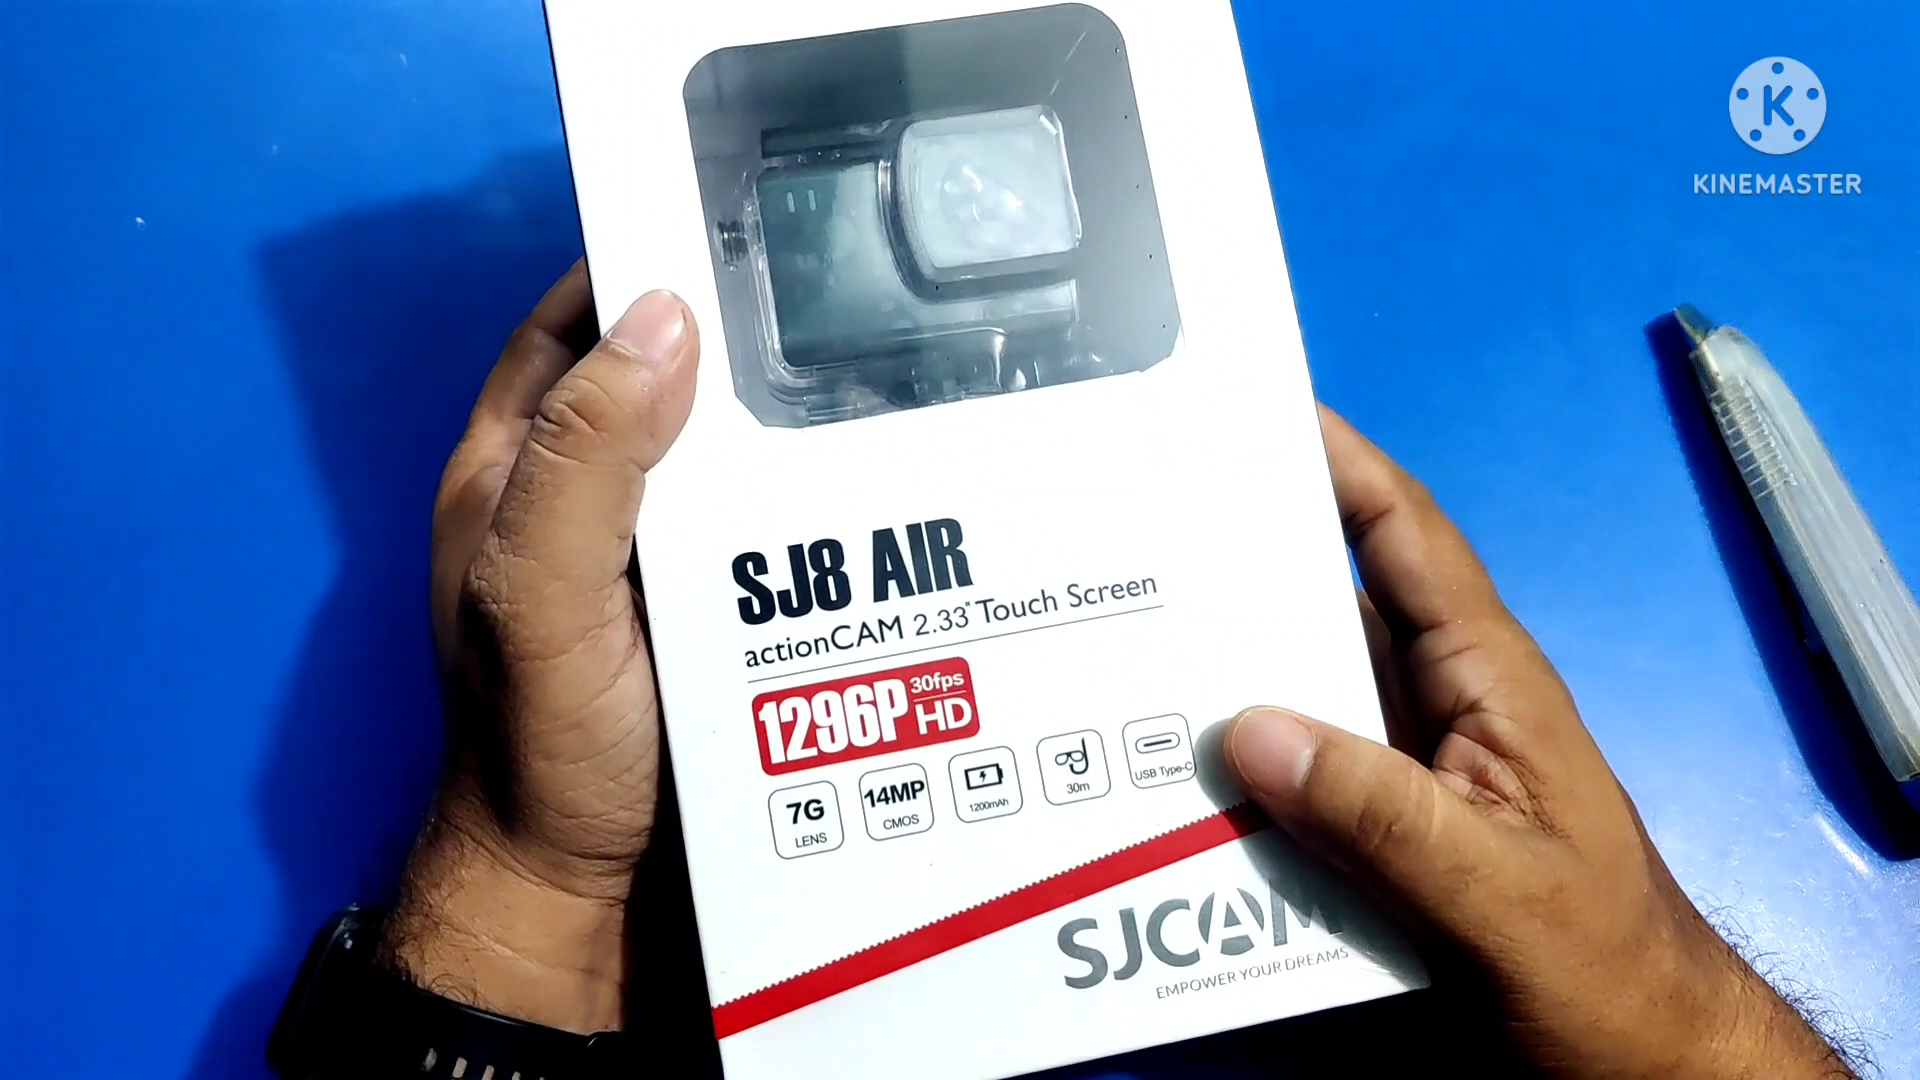 KINEMASTER
SJ8 AIR
actionCAM 2.33" Touch Screen
1296P 30fps HD
7G LENS
14MP CMOS
1200mAh
30m
USB Type-C
SJCAM
EMPOWER YOUR DREAMS